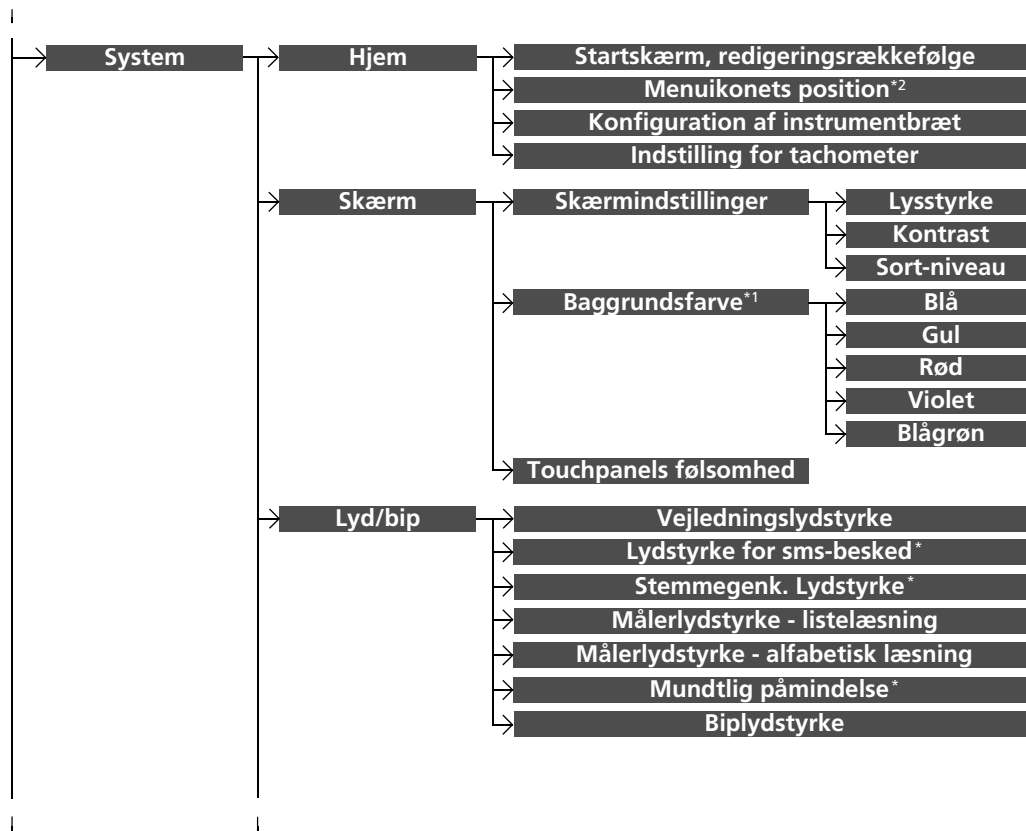 System
Hjem
Startskærm, redigeringsrækkefølge
Menuikonets position*2
Konfiguration af instrumentbræt
Indstilling for tachometer
Skærm
Skærmindstillinger
Lysstyrke
Kontrast
Sort-niveau
Baggrundsfarve*1
Blå
Gul
Rød
Violet
Blågrøn
Touchpanels følsomhed
Lyd/bip
Vejledningslydstyrke
Lydstyrke for sms-besked*
Stemmegenk. Lydstyrke*
Målerlydstyrke - listelæsning
Målerlydstyrke - alfabetisk læsning
Mundtlig påmindelse*
Biplydstyrke